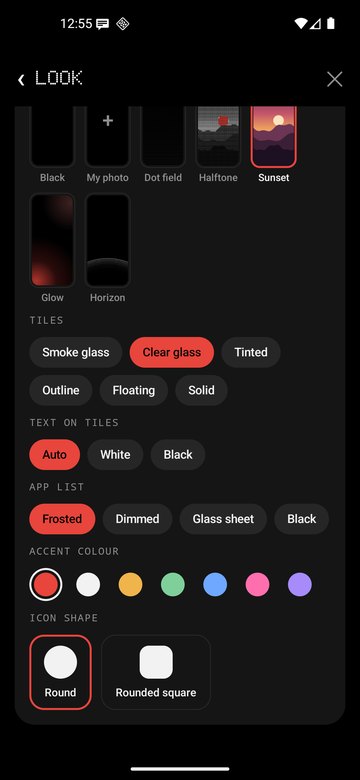 12:55
LOOK
Black My photo Dot field Halftone Sunset
Glow Horizon
TILES
Smoke glass Clear glass Tinted
Outline Floating Solid
TEXT ON TILES
Auto White Black
APP LIST
Frosted Dimmed Glass sheet Black
ACCENT COLOUR
ICON SHAPE
Round Rounded square